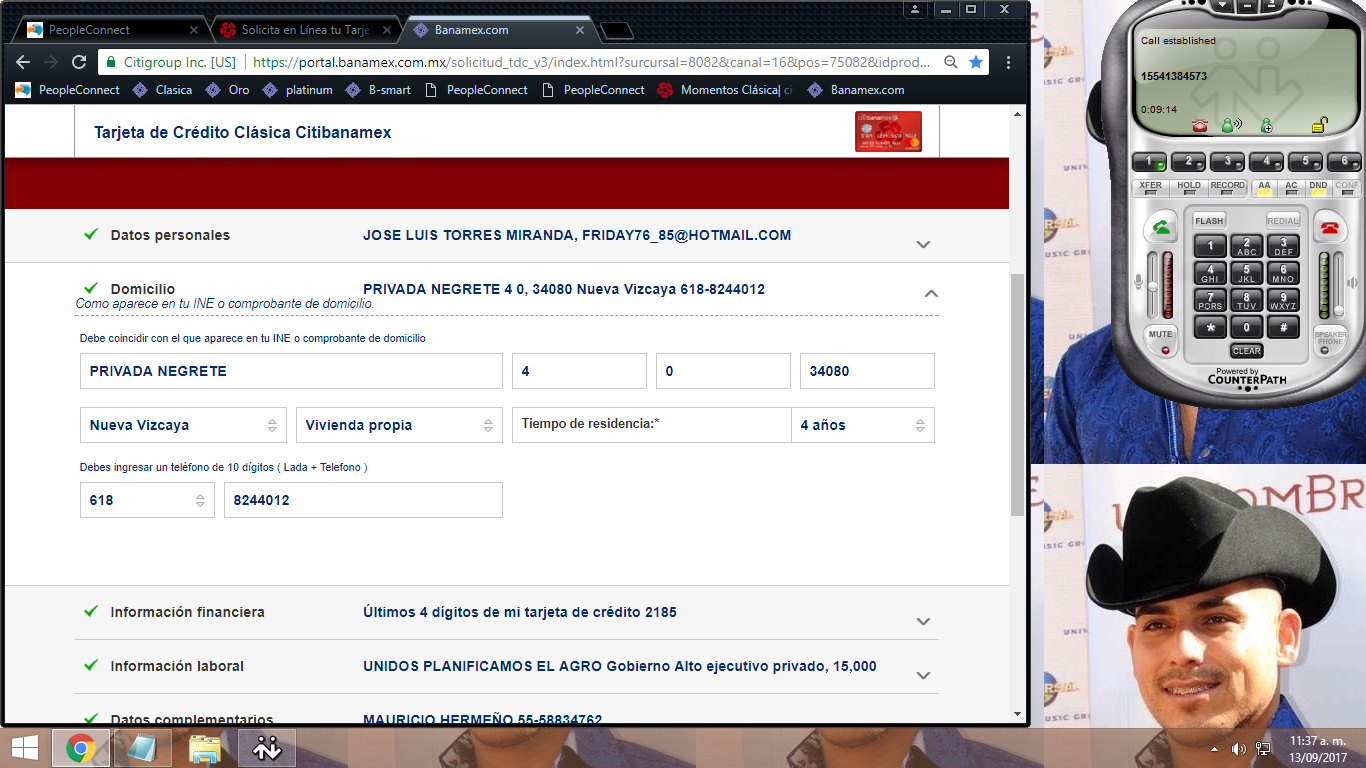 PeopleConnect
Solicita en Línea tu Tarje
Banamex.com
Citigroup Inc. [US]
https://portal.banamex.com.mx/solicitud_tdc_v3/index.html?surcursal=8082&canal=16&pos=75082&idprod...
PeopleConnect Clasica Oro platinum B-smart PeopleConnect PeopleConnect Momentos Clásica| ci Banamex.com
Tarjeta de Crédito Clásica Citibanamex
citibanamex
Datos personales JOSE LUIS TORRES MIRANDA, FRIDAY76_85@HOTMAIL.COM
Domicilio PRIVADA NEGRETE 4 0, 34080 Nueva Vizcaya 618-8244012
Como aparece en tu INE o comprobante de domicilio.
Debe coincidir con el que aparece en tu INE o comprobante de domicilio
PRIVADA NEGRETE 4 0 34080
Nueva Vizcaya Vivienda propia Tiempo de residencia:* 4 años
Debes ingresar un teléfono de 10 dígitos ( Lada + Telefono )
618 8244012
Información financiera Últimos 4 dígitos de mi tarjeta de crédito 2185
Información laboral UNIDOS PLANIFICAMOS EL AGRO Gobierno Alto ejecutivo privado, 15,000
Datos complementarios MAURICIO HERMEÑO 55-58834762
Call established
15541384573
0:09:14
1 2 3 4 5 6
XFER HOLD RECORD AA AC DND CONF
FLASH REDIAL
1 2 ABC 3 DEF
4 GHI 5 JKL 6 MNO
7 PQRS 8 TUV 9 WXYZ
* 0 #
MUTE CLEAR SPEAKER PHONE
Powered by
COUNTERPATH
11:37 a. m.
13/09/2017